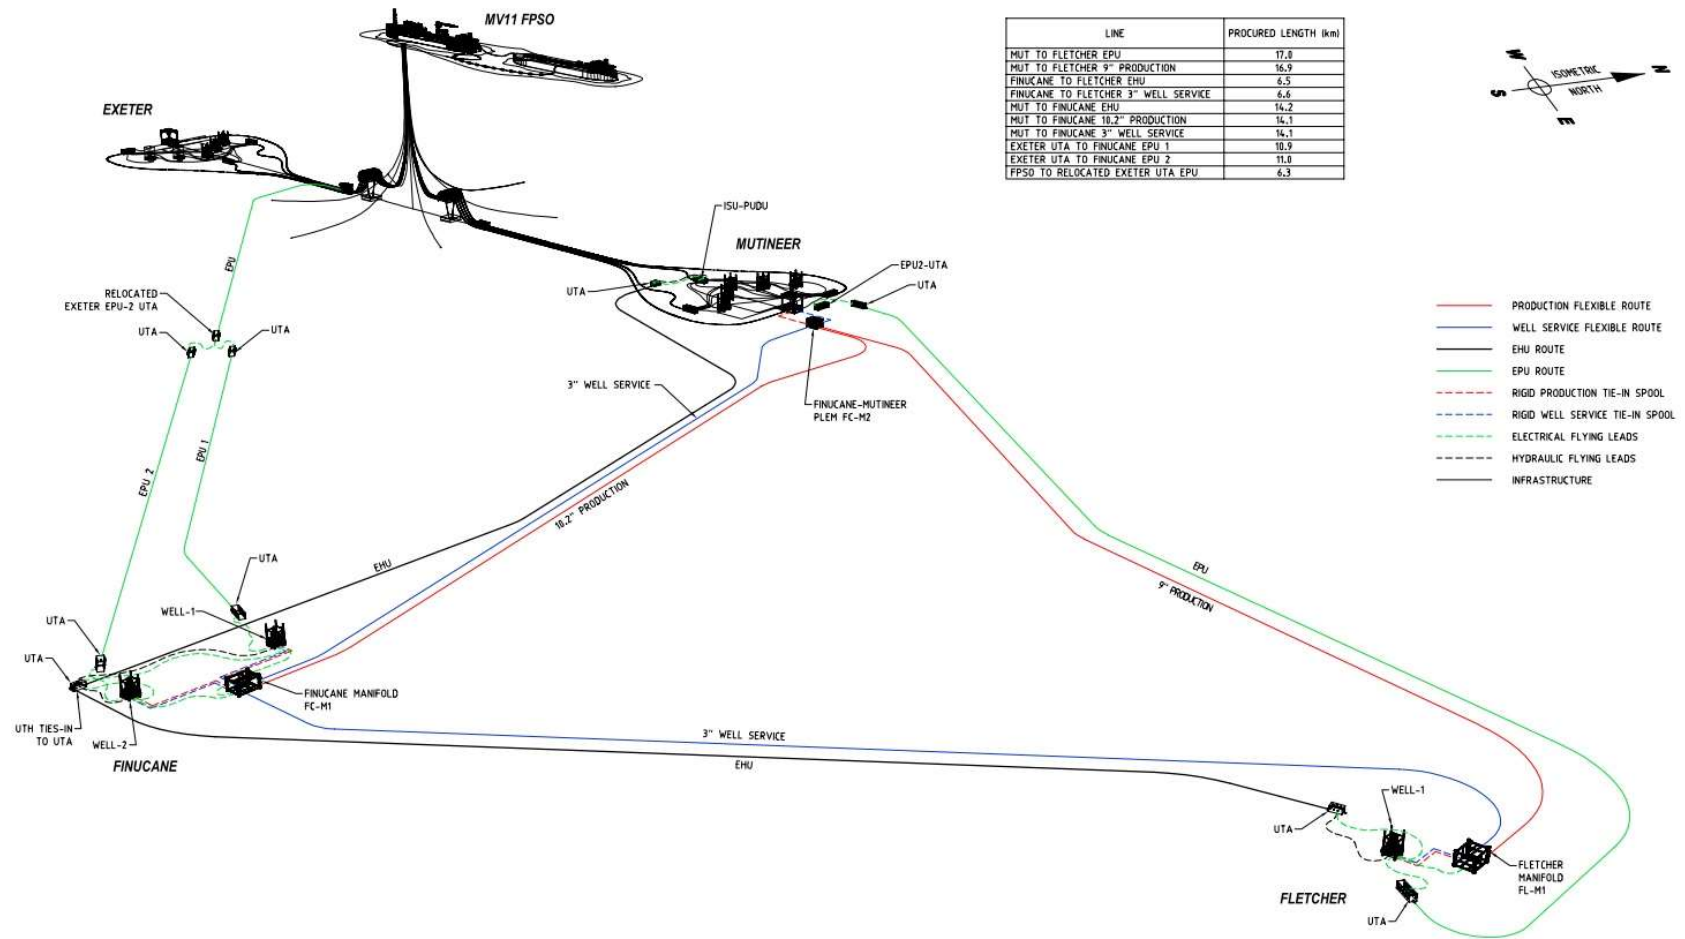 MV11 FPSO
EXETER
LINE PROCURED LENGTH (km)
MUT TO FLETCHER EPU 17.0
MUT TO FLETCHER 9" PRODUCTION 16.9
FINUCANE TO FLETCHER EHU 6.5
FINUCANE TO FLETCHER 3" WELL SERVICE 6.6
MUT TO FINUCANE EHU 14.2
MUT TO FINUCANE 10.2" PRODUCTION 14.1
MUT TO FINUCANE 3" WELL SERVICE 14.1
EXETER UTA TO FINUCANE EPU 1 10.9
EXETER UTA TO FINUCANE EPU 2 11.0
FPSO TO RELOCATED EXETER UTA EPU 6.3
W
N
ISOMETRIC
NORTH
S
E
ISU-PUDU
MUTINEER
EPU2-UTA
UTA
UTA
EPU
RELOCATED
EXETER EPU-2 UTA
UTA
UTA
3" WELL SERVICE
FINUCANE-MUTINEER
PLEM FC-M2
PRODUCTION FLEXIBLE ROUTE
WELL SERVICE FLEXIBLE ROUTE
EHU ROUTE
EPU ROUTE
RIGID PRODUCTION TIE-IN SPOOL
RIGID WELL SERVICE TIE-IN SPOOL
ELECTRICAL FLYING LEADS
HYDRAULIC FLYING LEADS
INFRASTRUCTURE
EPU 1
EPU 2
10.2" PRODUCTION
EHU
EPU
9" PRODUCTION
UTA
WELL-1
UTA
UTA
FINUCANE MANIFOLD
FC-M1
UTH TIES-IN
TO UTA
WELL-2
FINUCANE
3" WELL SERVICE
EHU
WELL-1
UTA
FLETCHER
MANIFOLD
FL-M1
FLETCHER
UTA